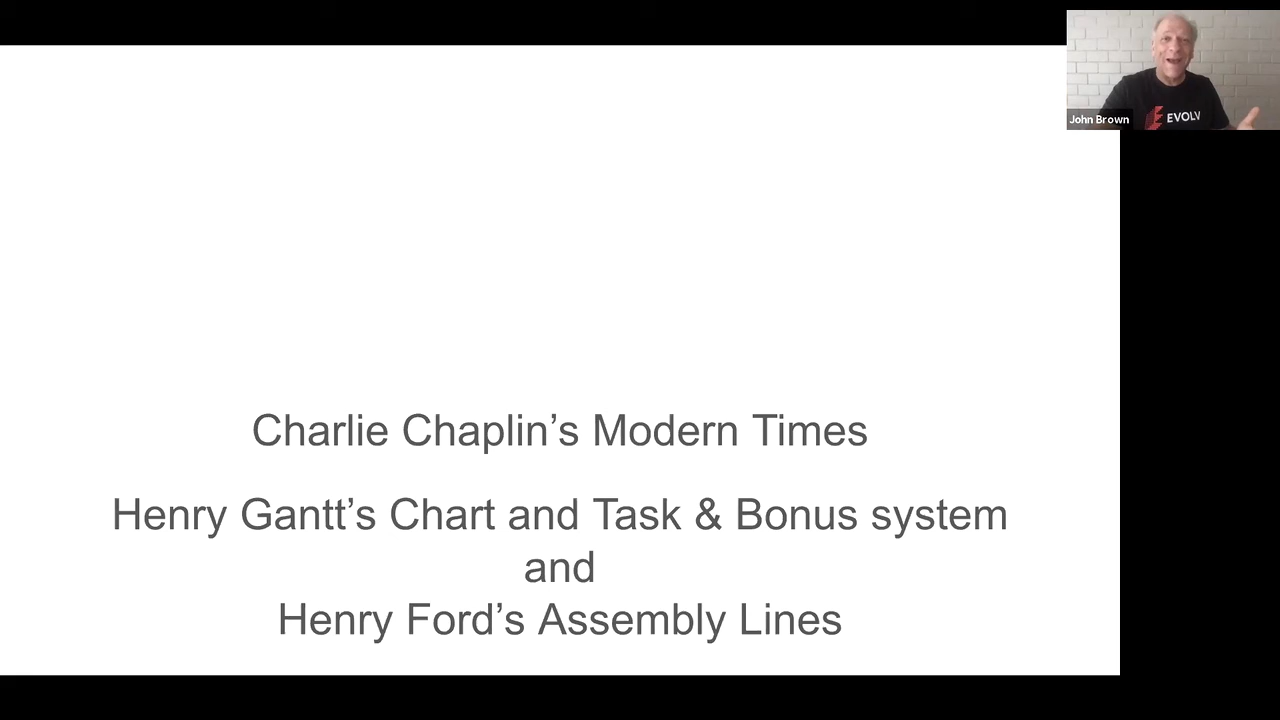 John Brown
EVOLV
Charlie Chaplin’s Modern Times
Henry Gantt’s Chart and Task & Bonus system
and
Henry Ford’s Assembly Lines